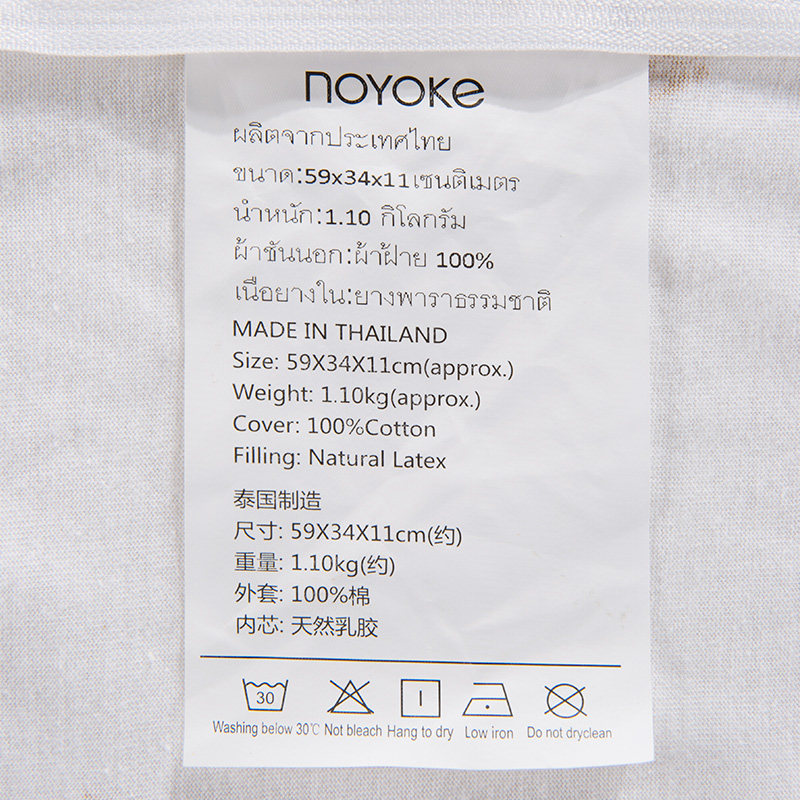 NOYOKE
ผลิตจากประเทศไทย
ขนาด:59x34x11เซนติเมตร
น้ำหนัก:1.10 กิโลกรัม
ผ้าชั้นนอก:ผ้าฝ้าย 100%
เนื้อยางใน:ยางพาราธรรมชาติ
MADE IN THAILAND
Size: 59X34X11cm(approx.)
Weight: 1.10kg(approx.)
Cover: 100%Cotton
Filling: Natural Latex
泰国制造
尺寸: 59X34X11cm(约)
重量: 1.10kg(约)
外套: 100%棉
内芯: 天然乳胶
30
Washing below 30℃ Not bleach Hang to dry Low iron Do not dryclean